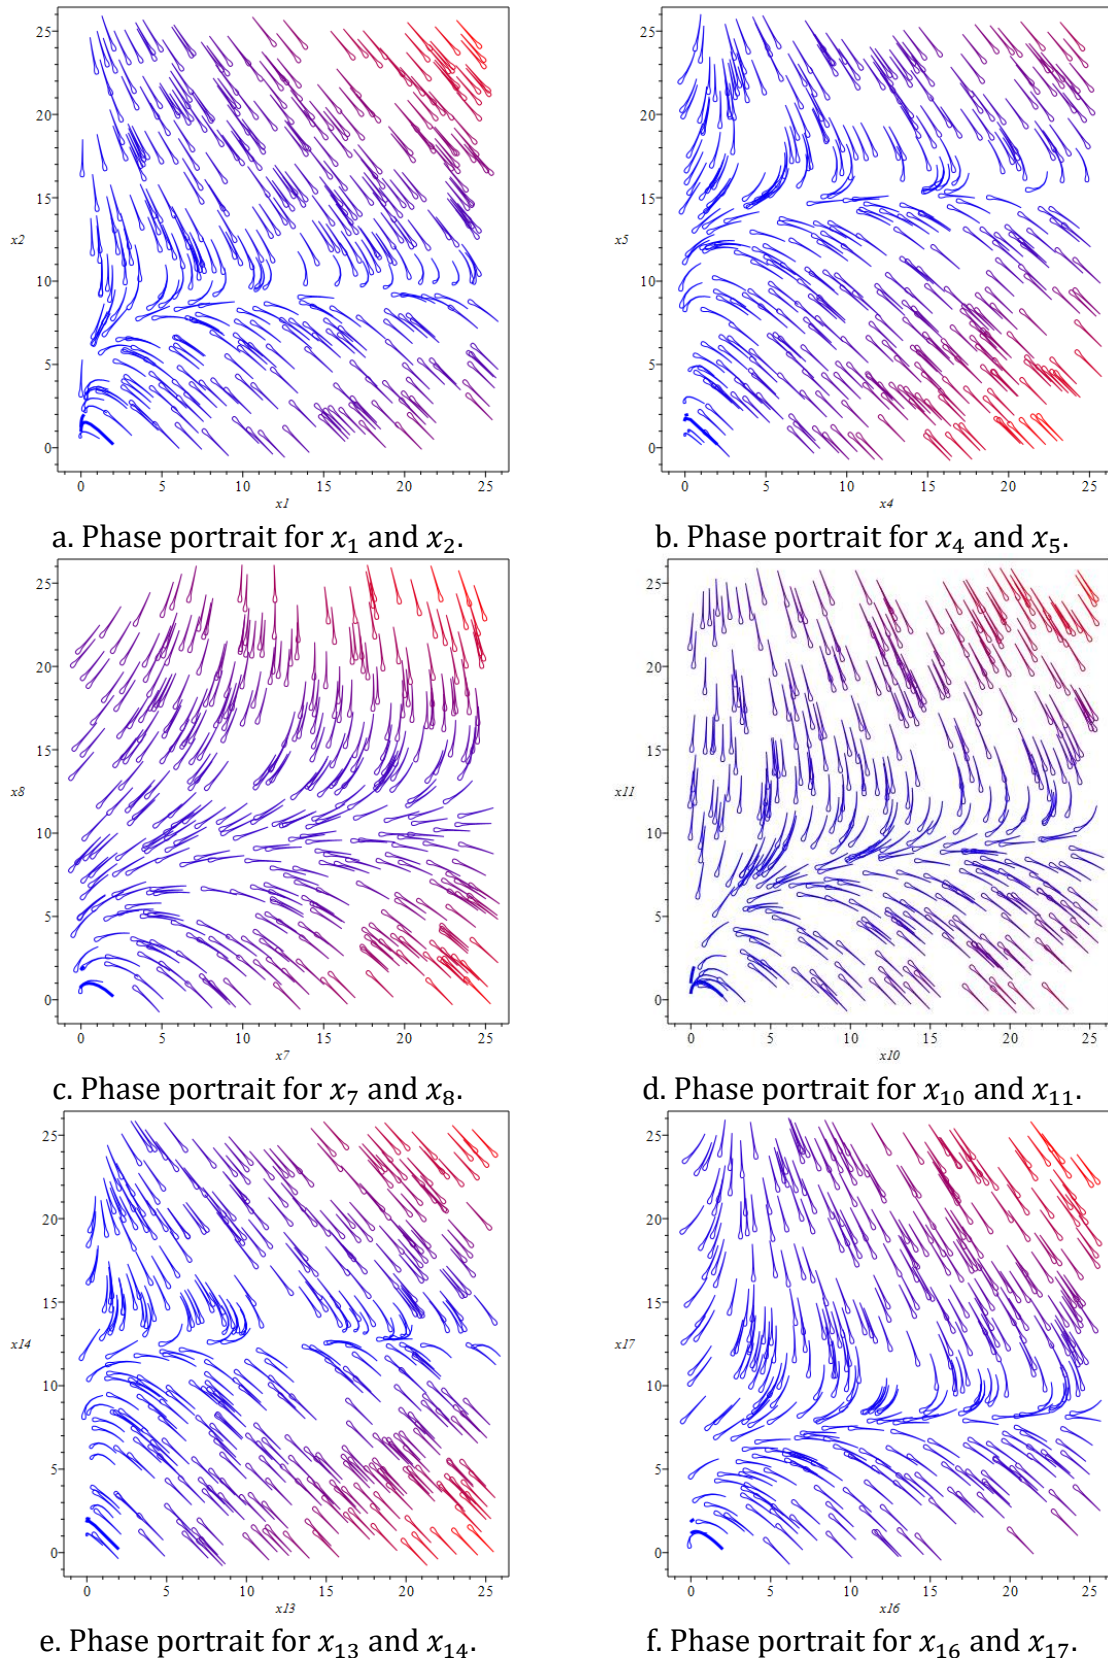 25
20
15
x2
10
5
0
0 5 10 15 20 25
x1
a. Phase portrait for x₁ and x₂.
25
20
15
x5
10
5
0
0 5 10 15 20 25
x4
b. Phase portrait for x₄ and x₅.
25
20
15
x8
10
5
0
0 5 10 15 20 25
x7
c. Phase portrait for x₇ and x₈.
25
20
15
x11
10
5
0
0 5 10 15 20 25
x10
d. Phase portrait for x₁₀ and x₁₁.
25
20
15
x14
10
5
0
0 5 10 15 20 25
x13
e. Phase portrait for x₁₃ and x₁₄.
25
20
15
x17
10
5
0
0 5 10 15 20 25
x16
f. Phase portrait for x₁₆ and x₁₇.